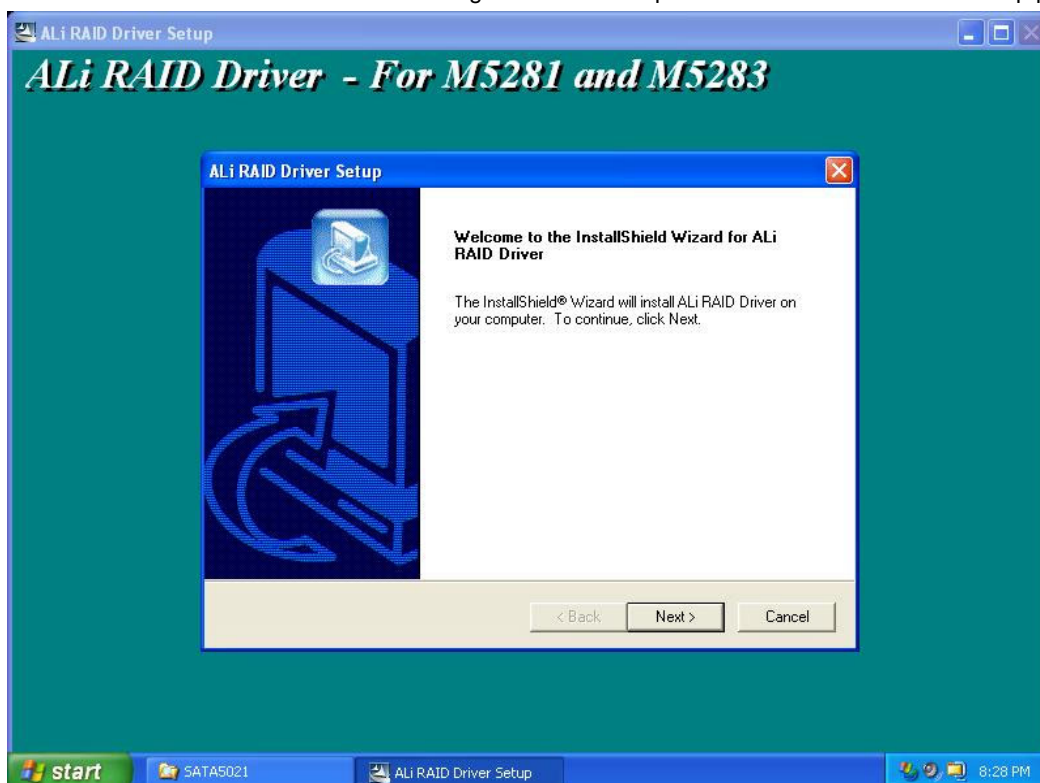 ALi RAID Driver Setup
ALi RAID Driver - For M5281 and M5283
ALi RAID Driver Setup
Welcome to the InstallShield Wizard for ALi
RAID Driver
The InstallShield® Wizard will install ALi RAID Driver on
your computer. To continue, click Next.
< Back Next > Cancel
start SATA5021 ALi RAID Driver Setup 8:28 PM